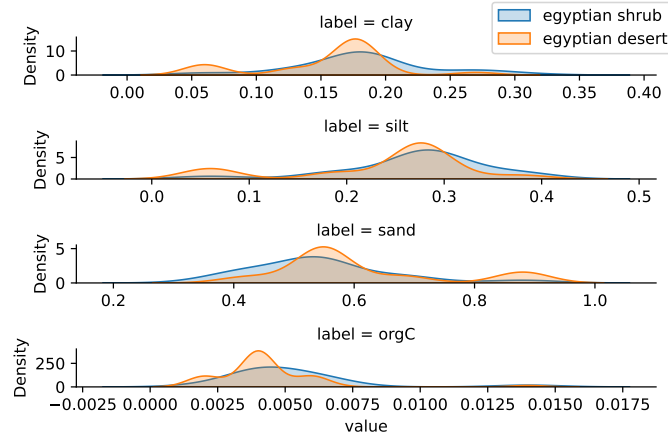 label = clay
egyptian shrub
egyptian desert
Density
10
0
0.00 0.05 0.10 0.15 0.20 0.25 0.30 0.35 0.40
label = silt
Density
5
0
0.0 0.1 0.2 0.3 0.4 0.5
label = sand
Density
5
0
0.2 0.4 0.6 0.8 1.0
label = orgC
Density
250
0
−0.0025 0.0000 0.0025 0.0050 0.0075 0.0100 0.0125 0.0150 0.0175
value